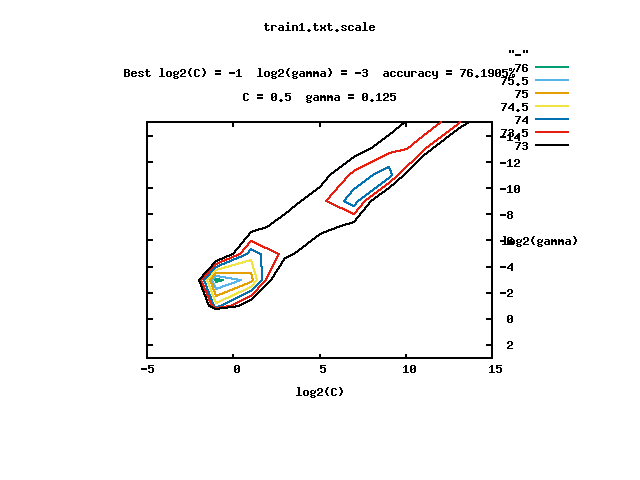 train1.txt.scale
"-"
Best log2(C) = -1 log2(gamma) = -3 accuracy = 76.1905%
76
75.5
C = 0.5 gamma = 0.125
75
74.5
74
73.5
73
-14
-12
-10
-8
-6
log2(gamma)
-4
-2
0
2
-5 0 5 10 15
log2(C)